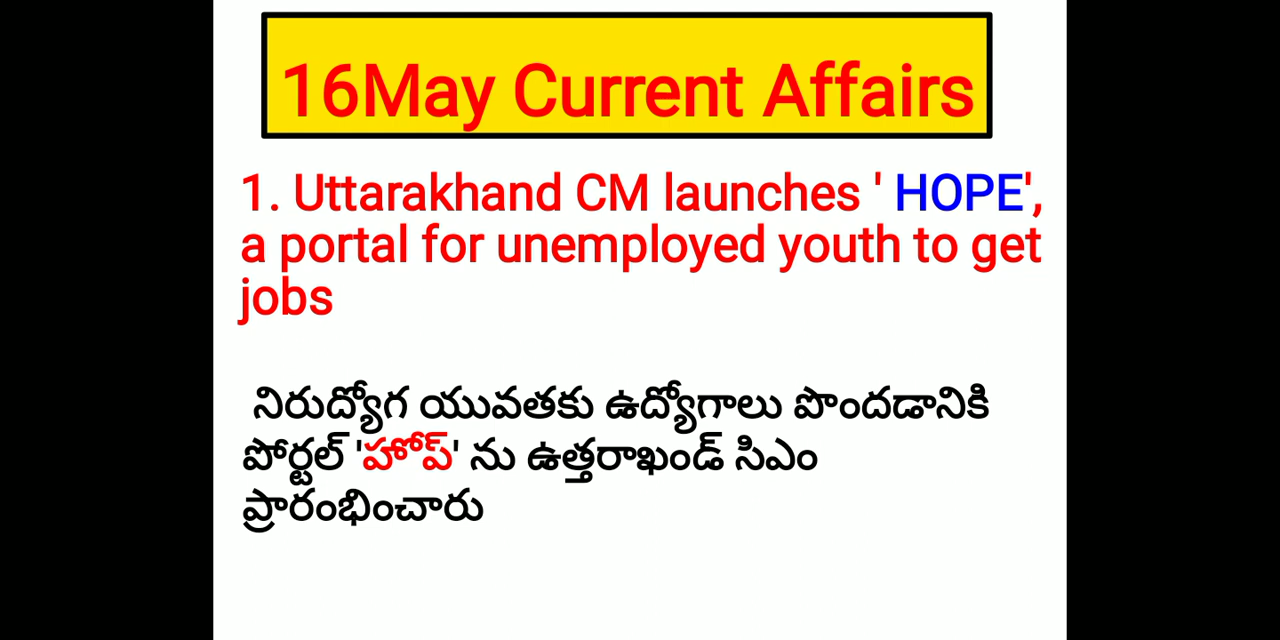 16May Current Affairs
1. Uttarakhand CM launches ' HOPE',
a portal for unemployed youth to get
jobs
నిరుద్యోగ యువతకు ఉద్యోగాలు పొందడానికి
పోర్టల్ 'హోప్' ను ఉత్తరాఖండ్ సిఎం
ప్రారంభించారు